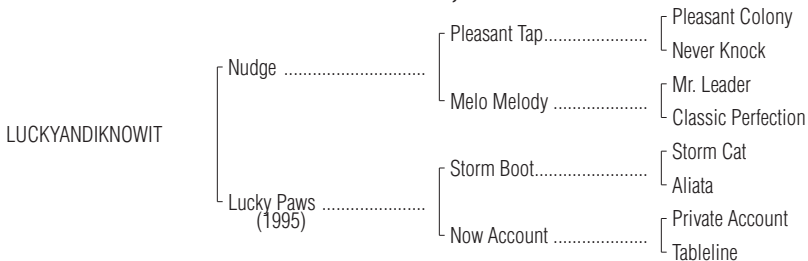 Pleasant Colony
Pleasant Tap......................
Never Knock
Nudge .............................
Mr. Leader
Melo Melody ...................
Classic Perfection
LUCKYANDIKNOWIT
Storm Cat
Storm Boot.......................
Aliata
Lucky Paws .....................
(1995)
Private Account
Now Account ...................
Tableline